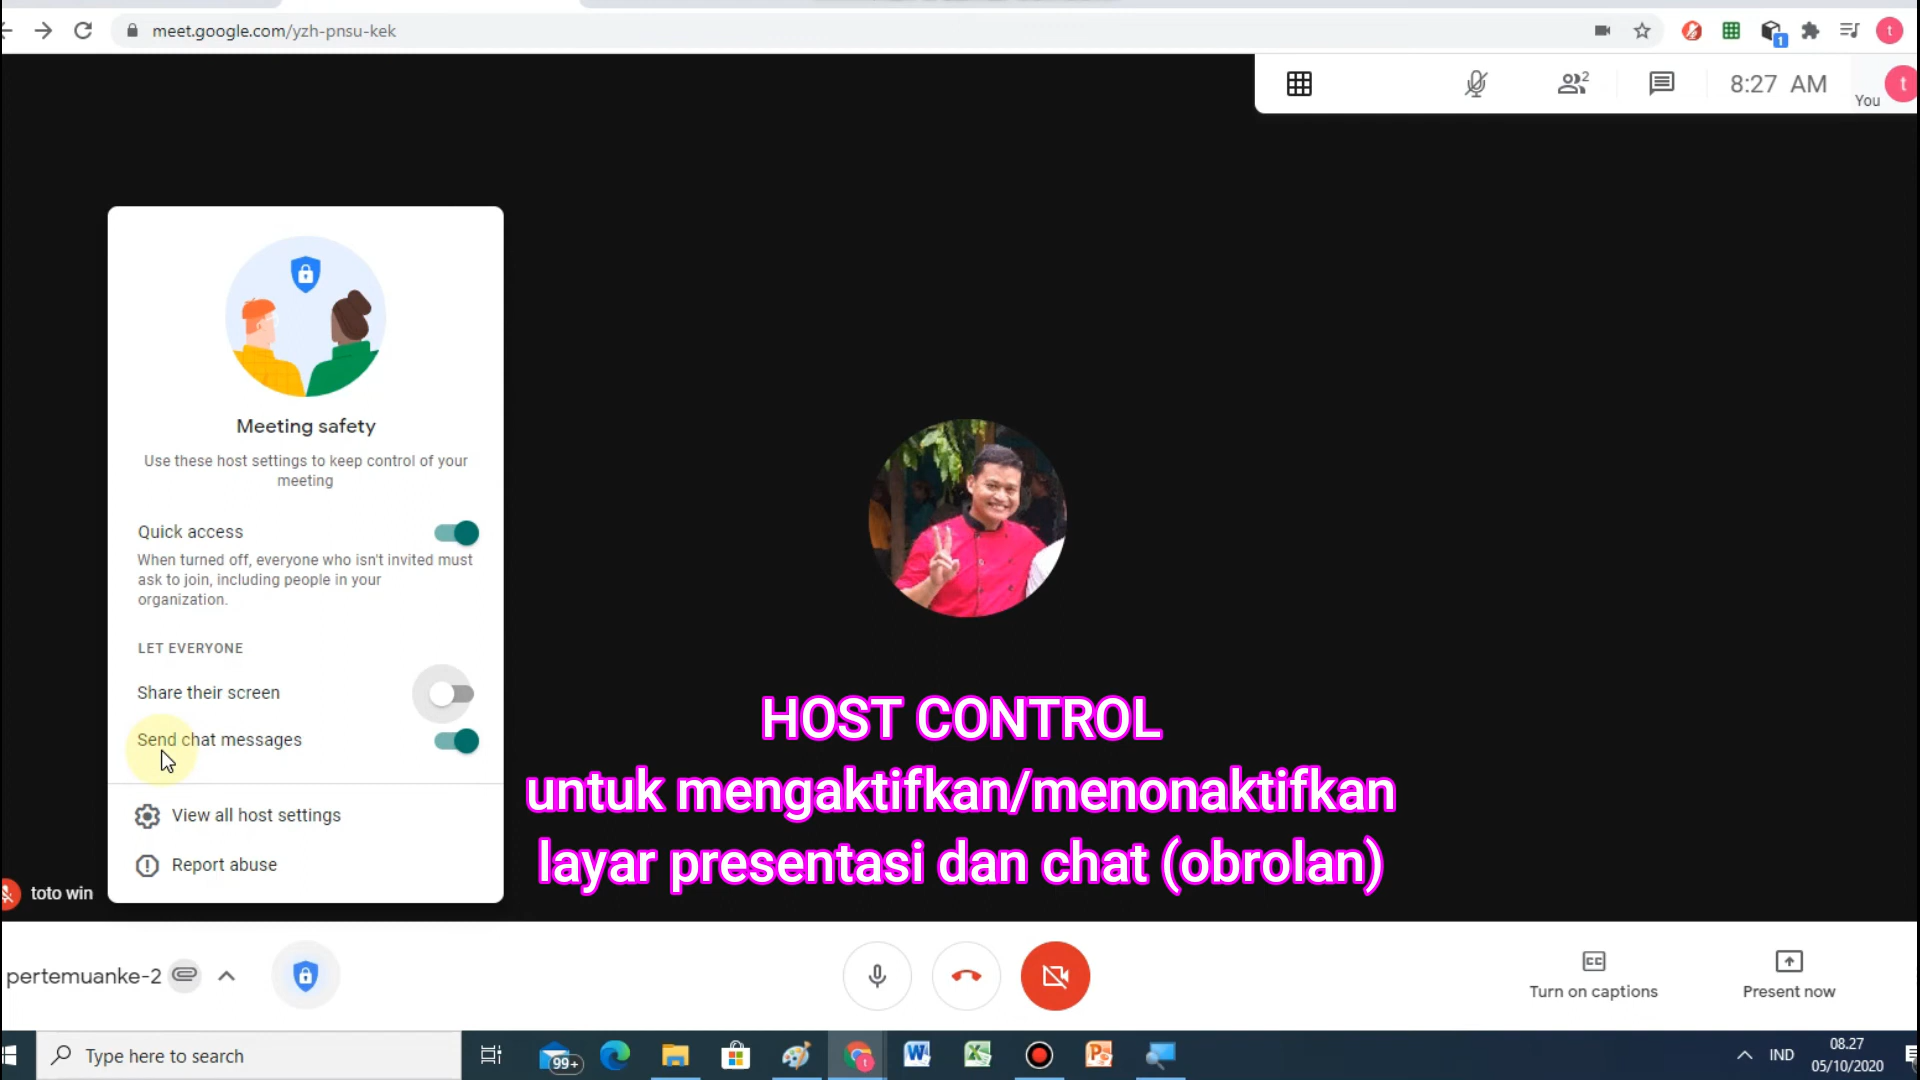 meet.google.com/yzh-pnsu-kek
1
t
2
8:27 AM
You
t
Meeting safety
Use these host settings to keep control of your
meeting
Quick access
When turned off, everyone who isn't invited must
ask to join, including people in your
organization.
LET EVERYONE
Share their screen
Send chat messages
View all host settings
Report abuse
toto win
HOST CONTROL
untuk mengaktifkan/menonaktifkan
layar presentasi dan chat (obrolan)
pertemuanke-2
CC
Turn on captions
Present now
Type here to search
99+
t
IND
08.27
05/10/2020